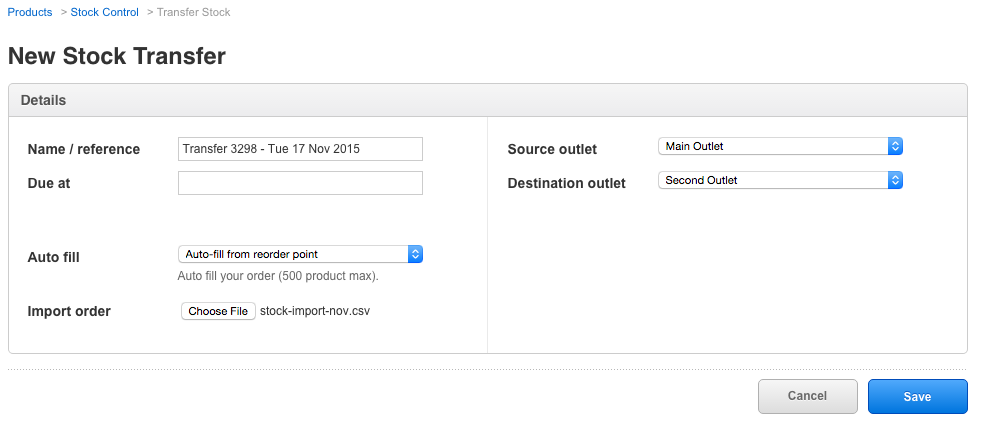 Products > Stock Control > Transfer Stock
New Stock Transfer
Details
Name / reference Transfer 3298 - Tue 17 Nov 2015
Due at
Auto fill Auto-fill from reorder point
Auto fill your order (500 product max).
Import order Choose File stock-import-nov.csv
Source outlet Main Outlet
Destination outlet Second Outlet
Cancel Save